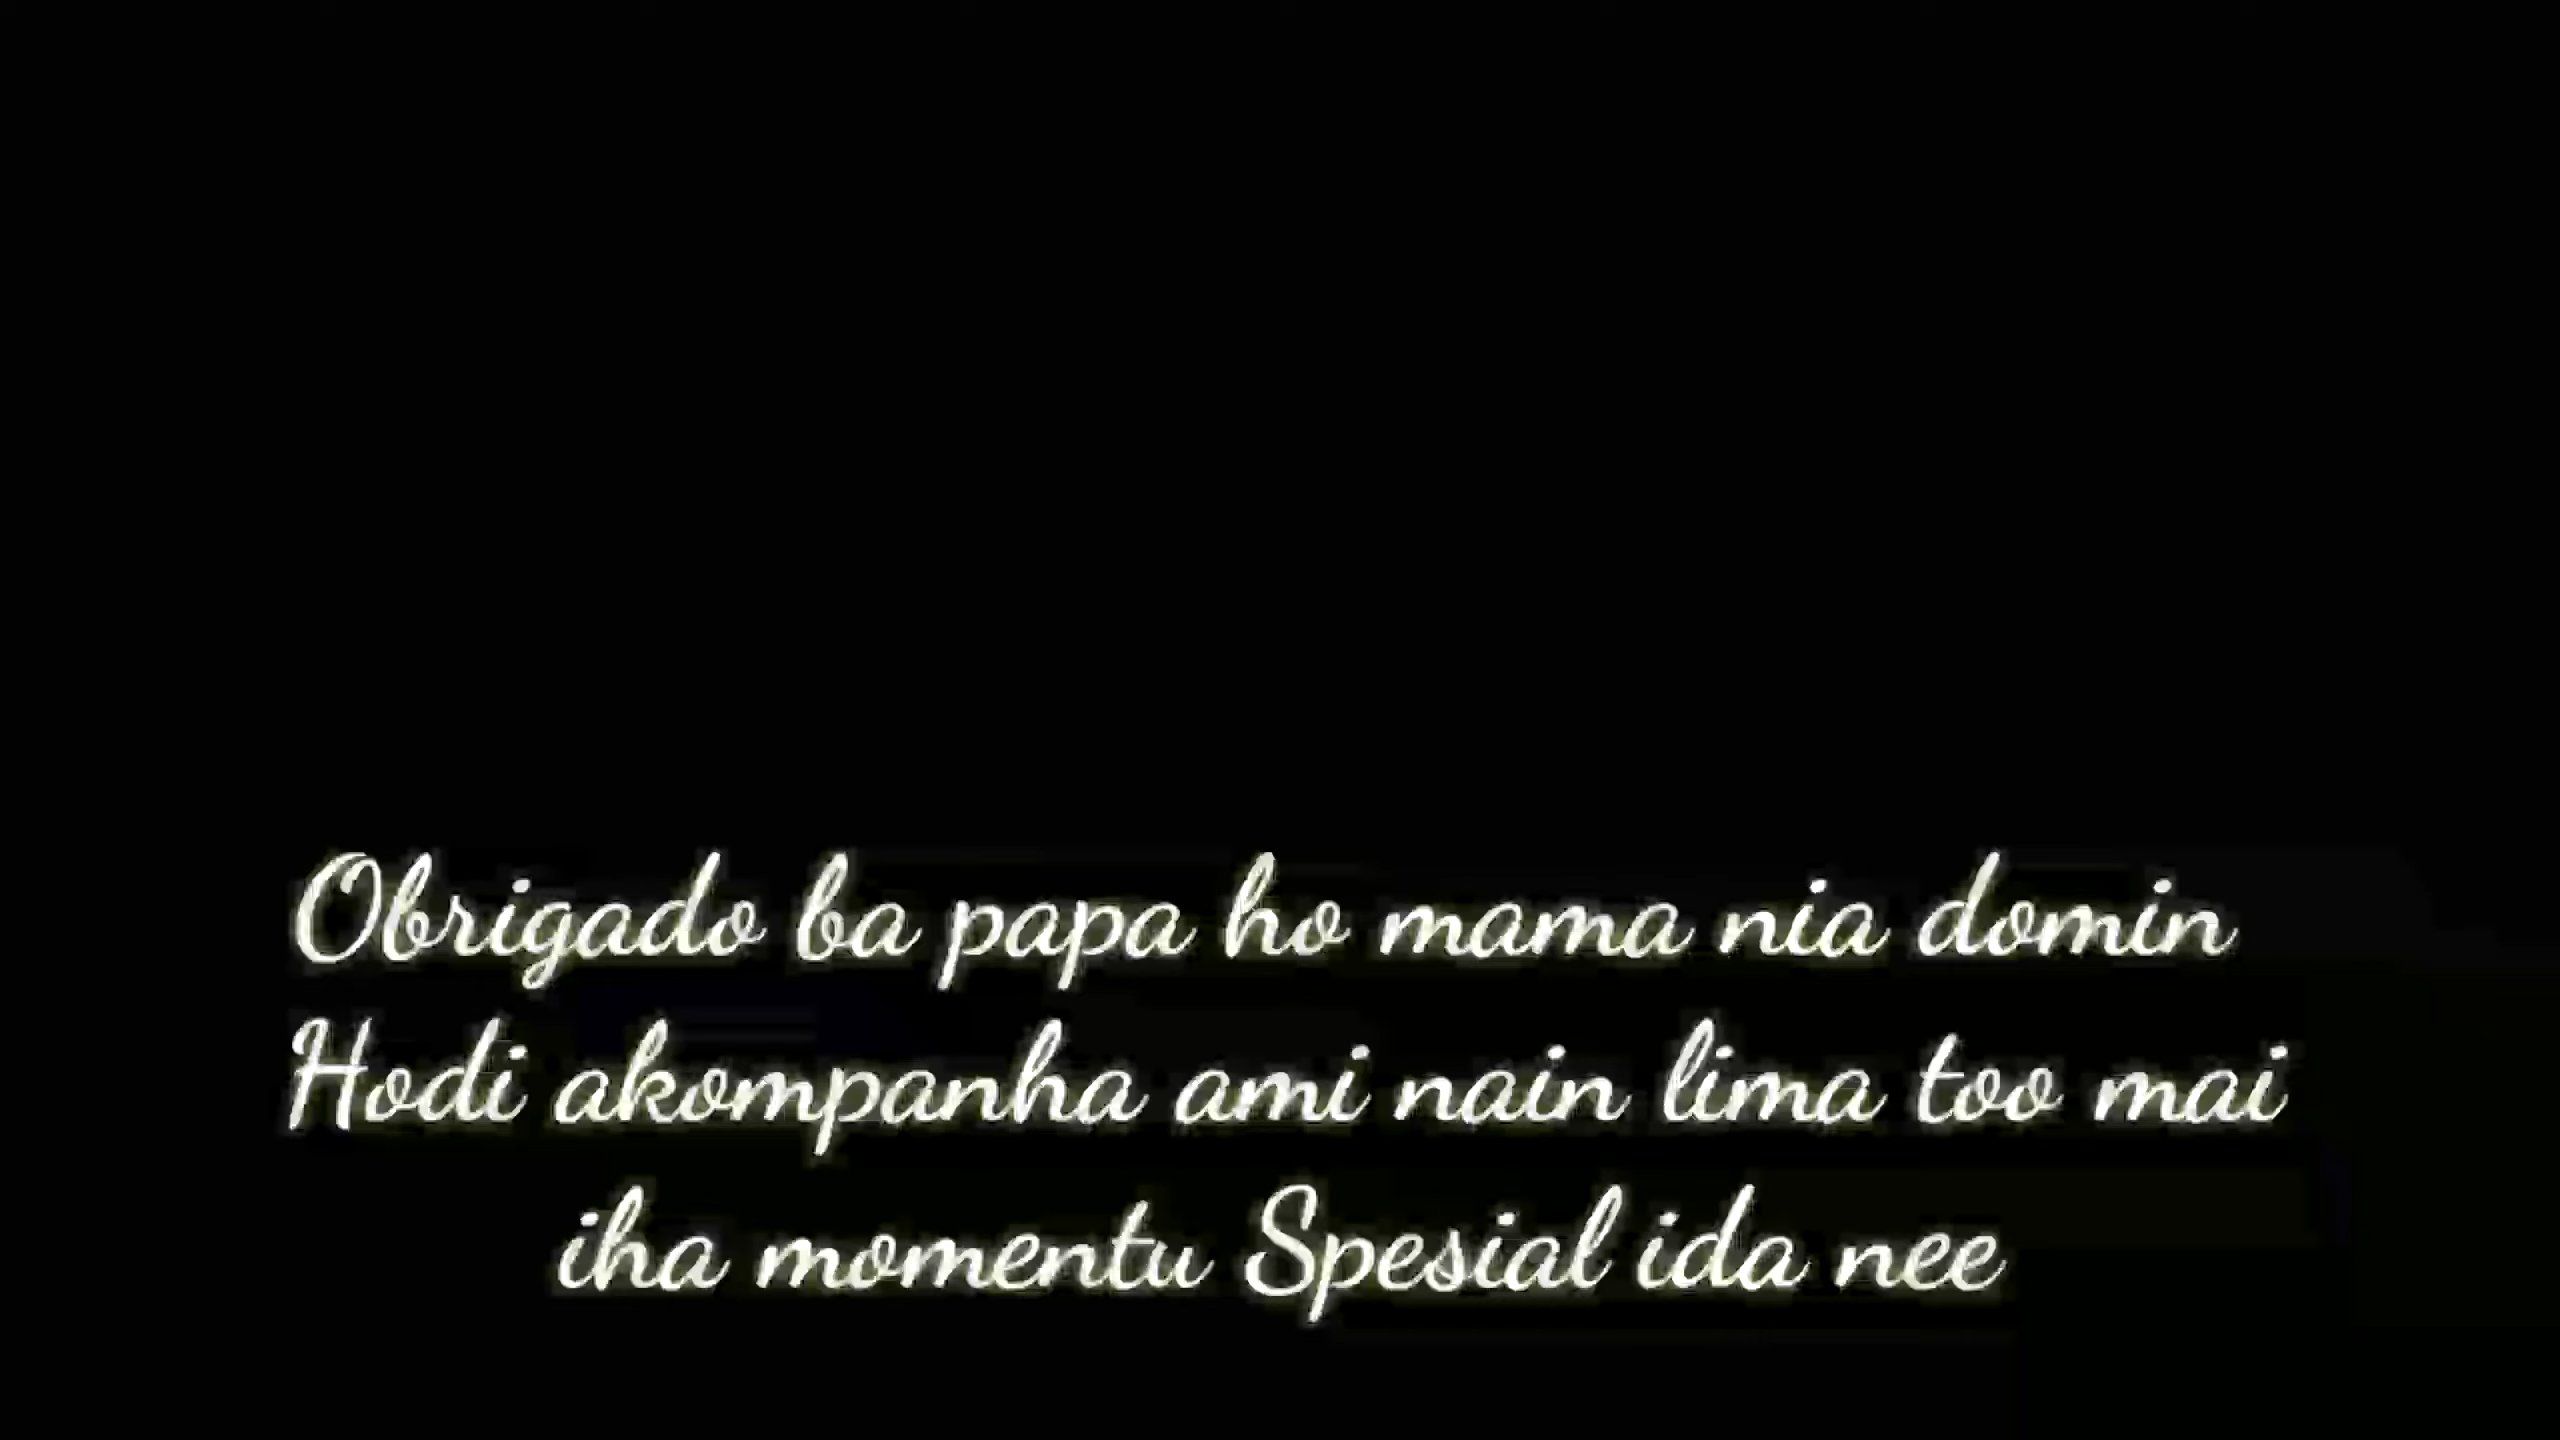 Obrigado ba papa ho mama nia domin
Hodi akompanha ami nain lima too mai
iha momentu Spesial ida nee